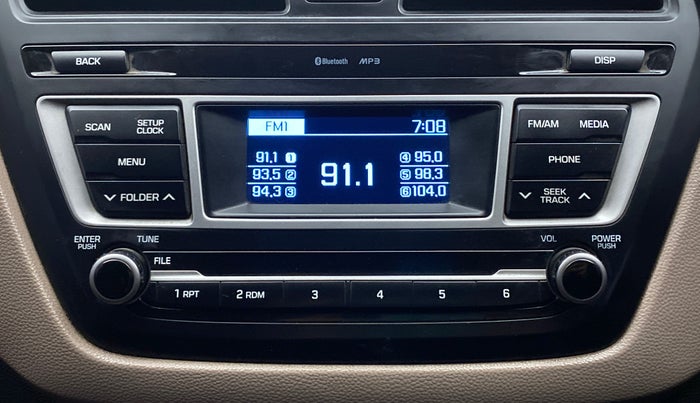 BACK Bluetooth MP3 DISP
SCAN SETUP CLOCK
MENU
FOLDER
FM1 7:08
91.1 1
93.5 2
94.3 3
91.1
4 95.0
5 98.3
6 104.0
FM/AM MEDIA
PHONE
SEEK TRACK
ENTER PUSH TUNE
VOL POWER PUSH
FILE
1 RPT 2 RDM 3 4 5 6